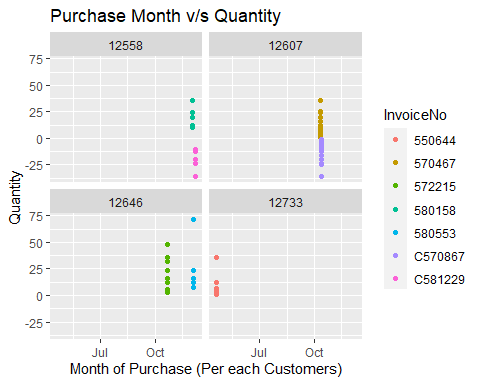 Purchase Month v/s Quantity
12558
12607
75
50
25
0
-25
12646
12733
75
50
25
0
-25
Jul
Oct
Jul
Oct
Quantity
Month of Purchase (Per each Customers)
InvoiceNo
550644
570467
572215
580158
580553
C570867
C581229